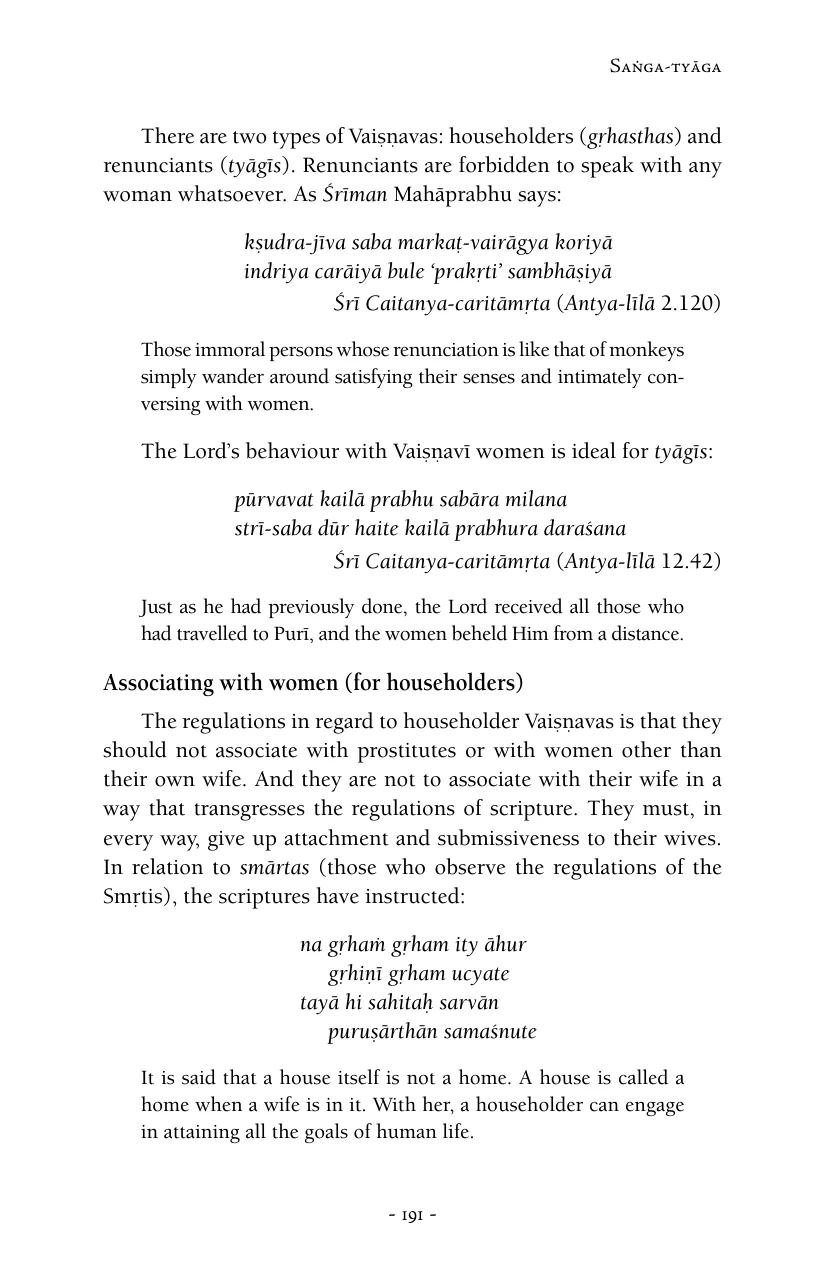 Saṅga-tyāga
There are two types of Vaiṣṇavas: householders (gṛhasthas) and
renunciants (tyāgīs). Renunciants are forbidden to speak with any
woman whatsoever. As Śrīman Mahāprabhu says:
kṣudra-jīva saba markaṭ-vairāgya koriyā
indriya carāiyā bule ‘prakṛti’ sambhāṣiyā
Śrī Caitanya-caritāmṛta (Antya-līlā 2.120)
Those immoral persons whose renunciation is like that of monkeys
simply wander around satisfying their senses and intimately con-
versing with women.
The Lord’s behaviour with Vaiṣṇavī women is ideal for tyāgīs:
pūrvavat kailā prabhu sabāra milana
strī-saba dūr haite kailā prabhura daraśana
Śrī Caitanya-caritāmṛta (Antya-līlā 12.42)
Just as he had previously done, the Lord received all those who
had travelled to Purī, and the women beheld Him from a distance.
Associating with women (for householders)
The regulations in regard to householder Vaiṣṇavas is that they
should not associate with prostitutes or with women other than
their own wife. And they are not to associate with their wife in a
way that transgresses the regulations of scripture. They must, in
every way, give up attachment and submissiveness to their wives.
In relation to smārtas (those who observe the regulations of the
Smṛtis), the scriptures have instructed:
na gṛhaṁ gṛham ity āhur
gṛhiṇī gṛham ucyate
tayā hi sahitaḥ sarvān
puruṣārthān samaśnute
It is said that a house itself is not a home. A house is called a
home when a wife is in it. With her, a householder can engage
in attaining all the goals of human life.
- 191 -